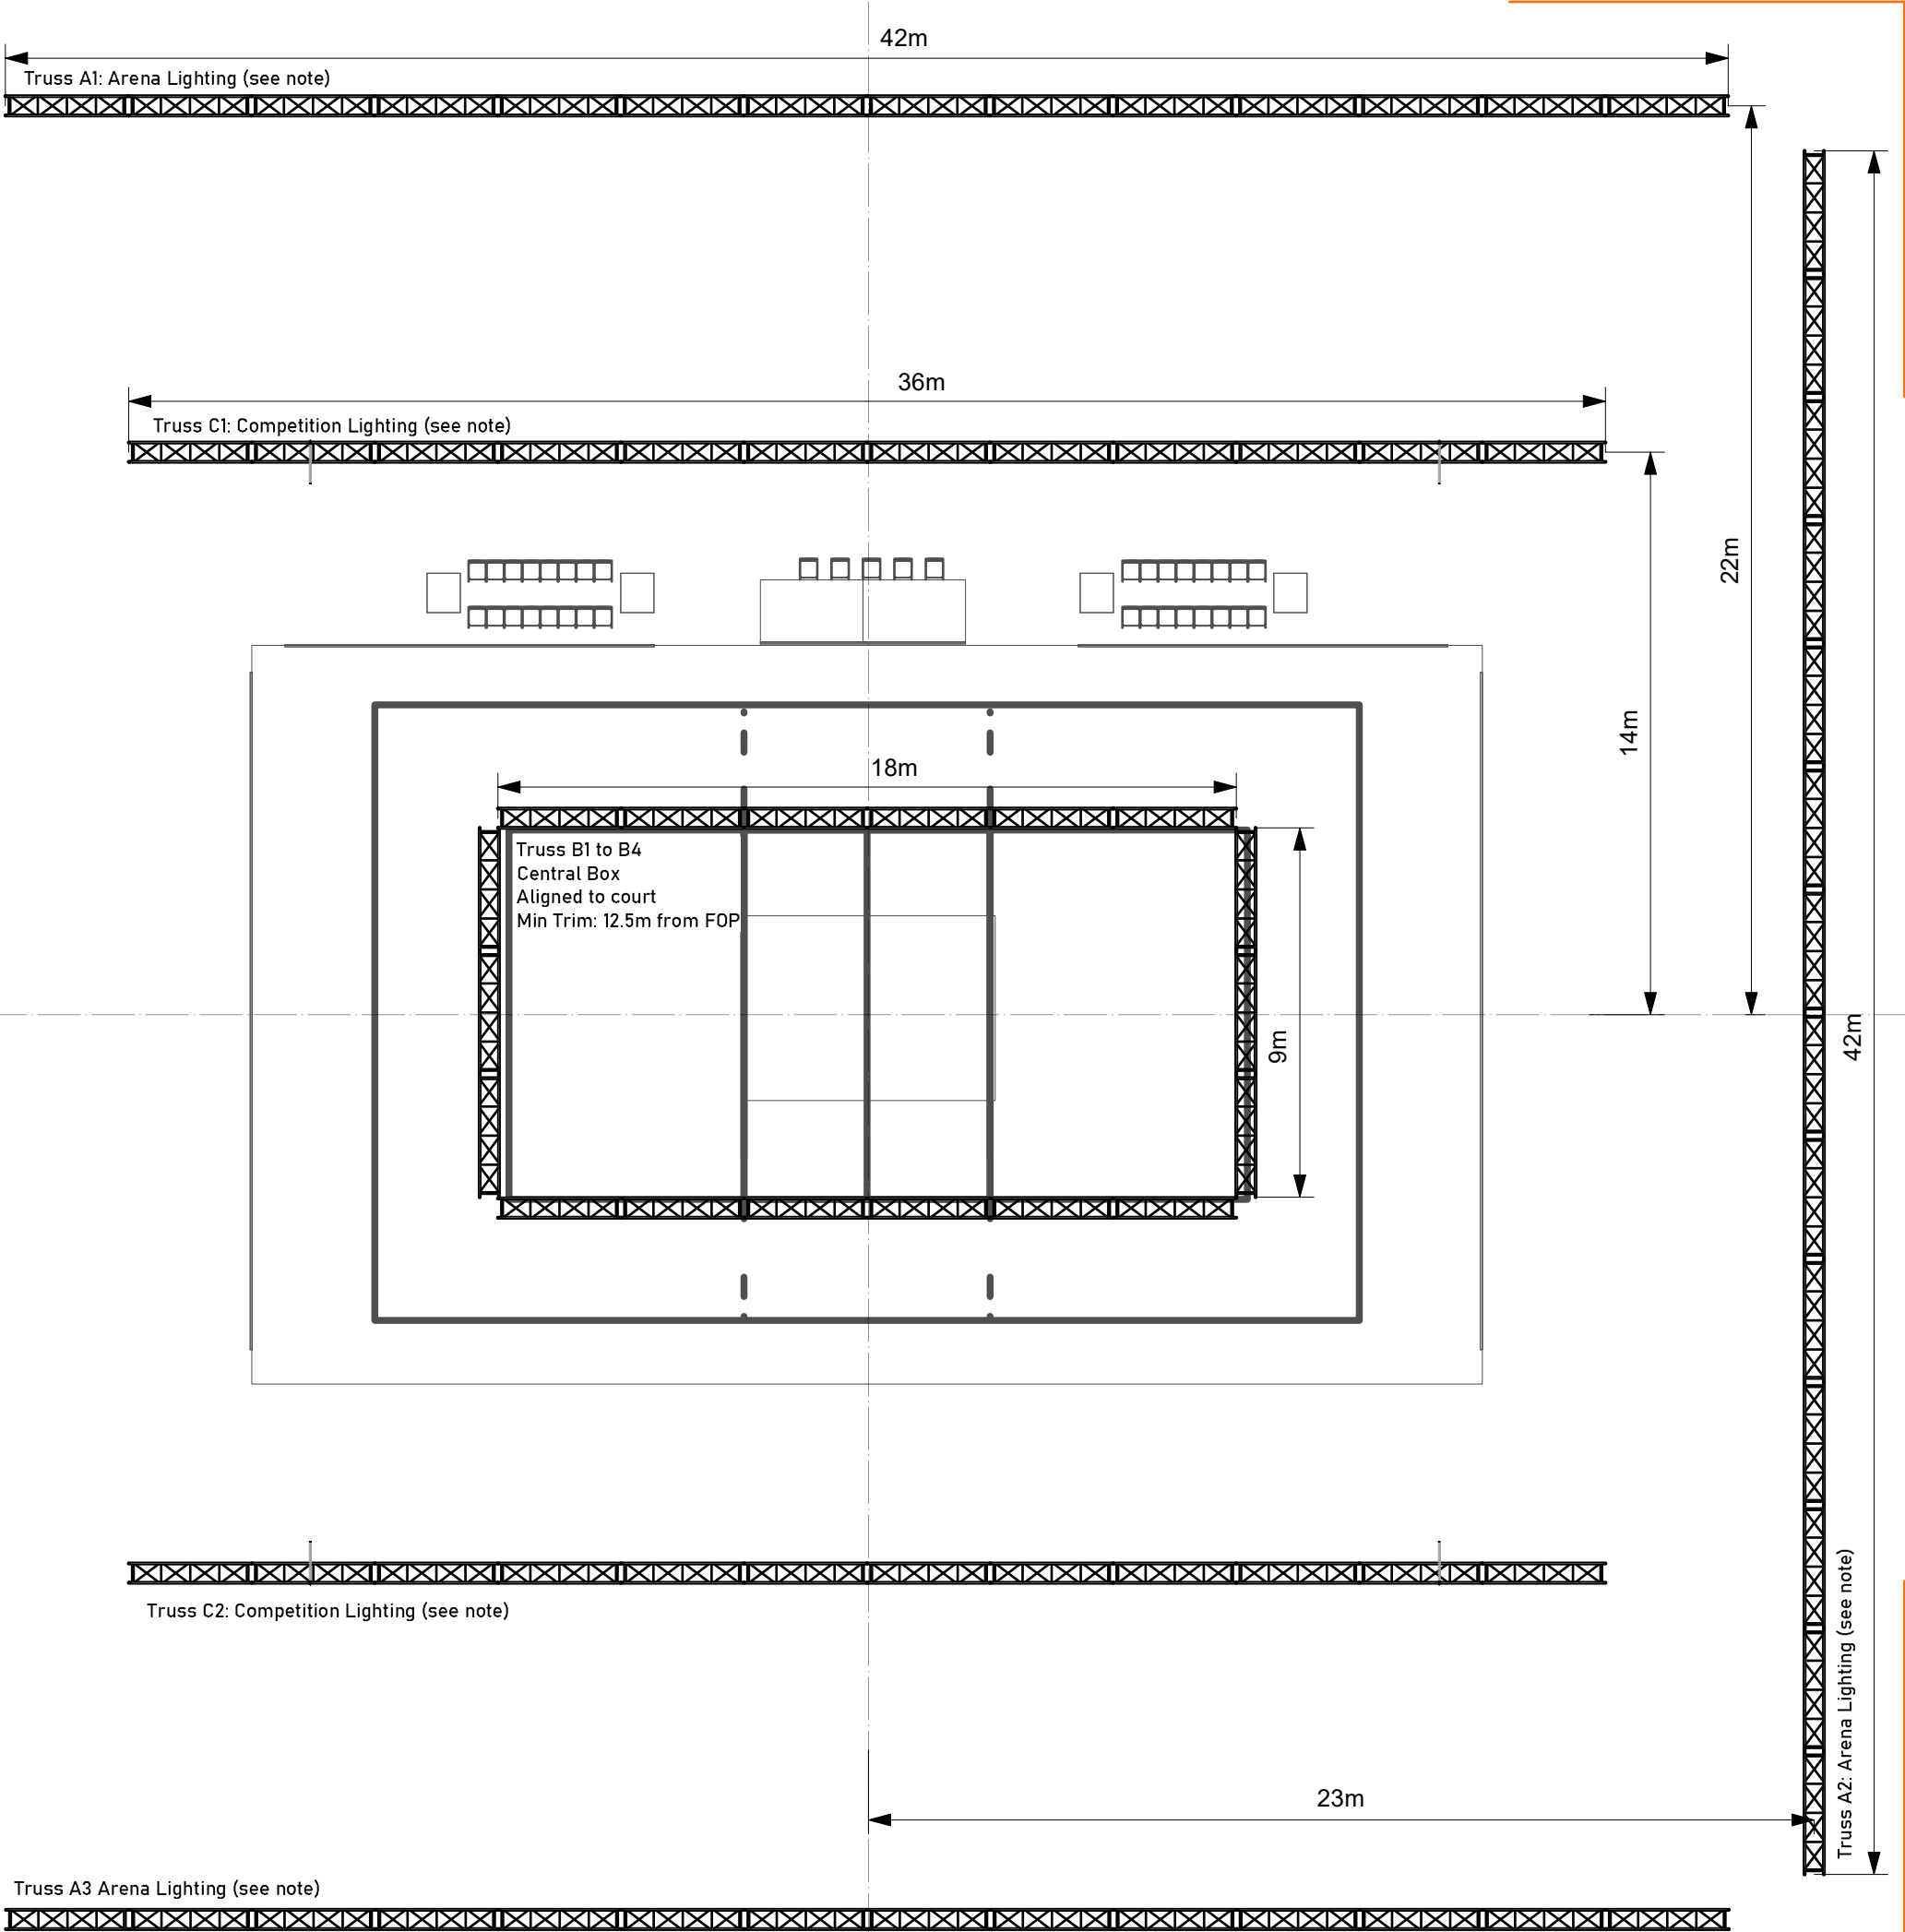 42m
Truss A1: Arena Lighting (see note)
36m
Truss C1: Competition Lighting (see note)
22m
14m
18m
Truss B1 to B4
Central Box
Aligned to court
Min Trim: 12.5m from FOP
9m
42m
Truss C2: Competition Lighting (see note)
Truss A2: Arena Lighting (see note)
23m
Truss A3 Arena Lighting (see note)